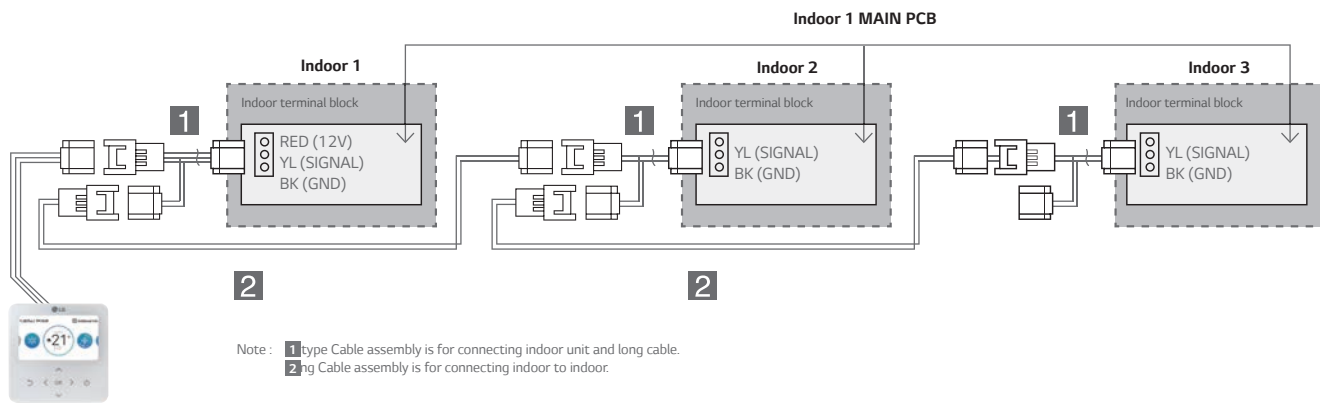 Indoor 1 MAIN PCB
Indoor 1
Indoor 2
Indoor 3
Indoor terminal block
Indoor terminal block
Indoor terminal block
1
1
1
RED (12V)
YL (SIGNAL)
BK (GND)
YL (SIGNAL)
BK (GND)
YL (SIGNAL)
BK (GND)
2
2
LG
21°
OK
Note : 1 type Cable assembly is for connecting indoor unit and long cable.
2 ng Cable assembly is for connecting indoor to indoor.